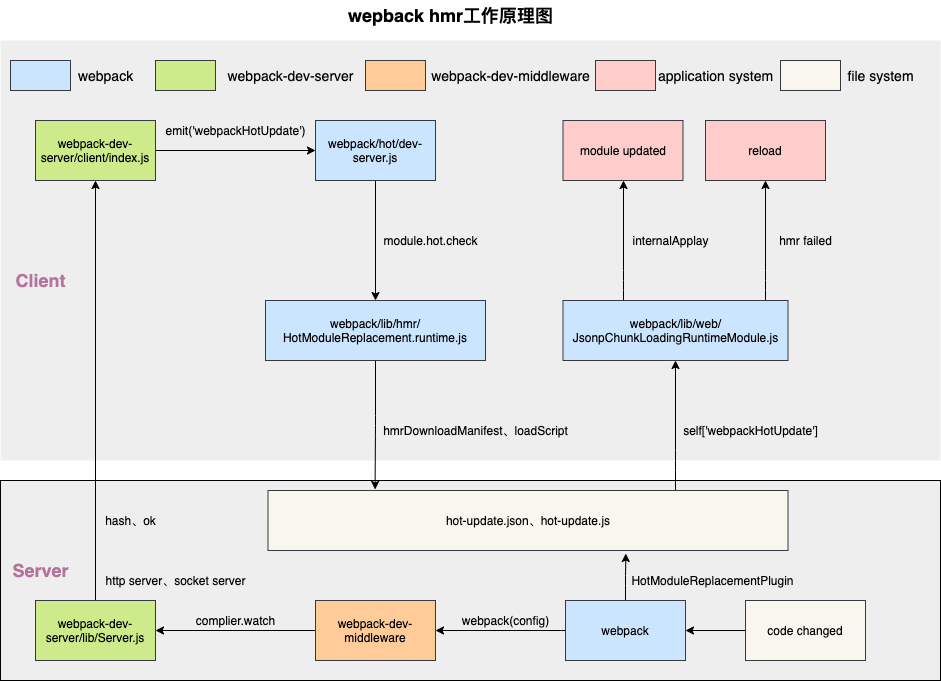 wepback hmr工作原理图
webpack
webpack-dev-server
webpack-dev-middleware
application system
file system
webpack-dev-
server/client/index.js
emit('webpackHotUpdate')
webpack/hot/dev-
server.js
module updated
reload
module.hot.check
internalApplay
hmr failed
Client
webpack/lib/hmr/
HotModuleReplacement.runtime.js
webpack/lib/web/
JsonpChunkLoadingRuntimeModule.js
hmrDownloadManifest、loadScript
self['webpackHotUpdate']
hash、ok
hot-update.json、hot-update.js
Server
http server、socket server
HotModuleReplacementPlugin
webpack-dev-
server/lib/Server.js
complier.watch
webpack-dev-
middleware
webpack(config)
webpack
code changed